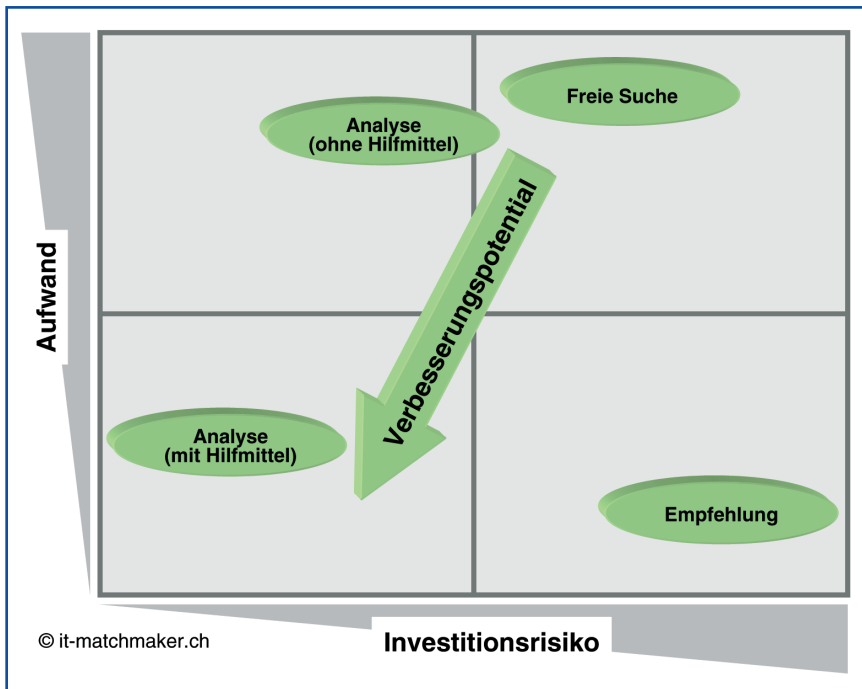 Freie Suche
Analyse
(ohne Hilfmittel)
Verbesserungspotential
Aufwand
Analyse
(mit Hilfmittel)
Empfehlung
© it-matchmaker.ch
Investitionsrisiko